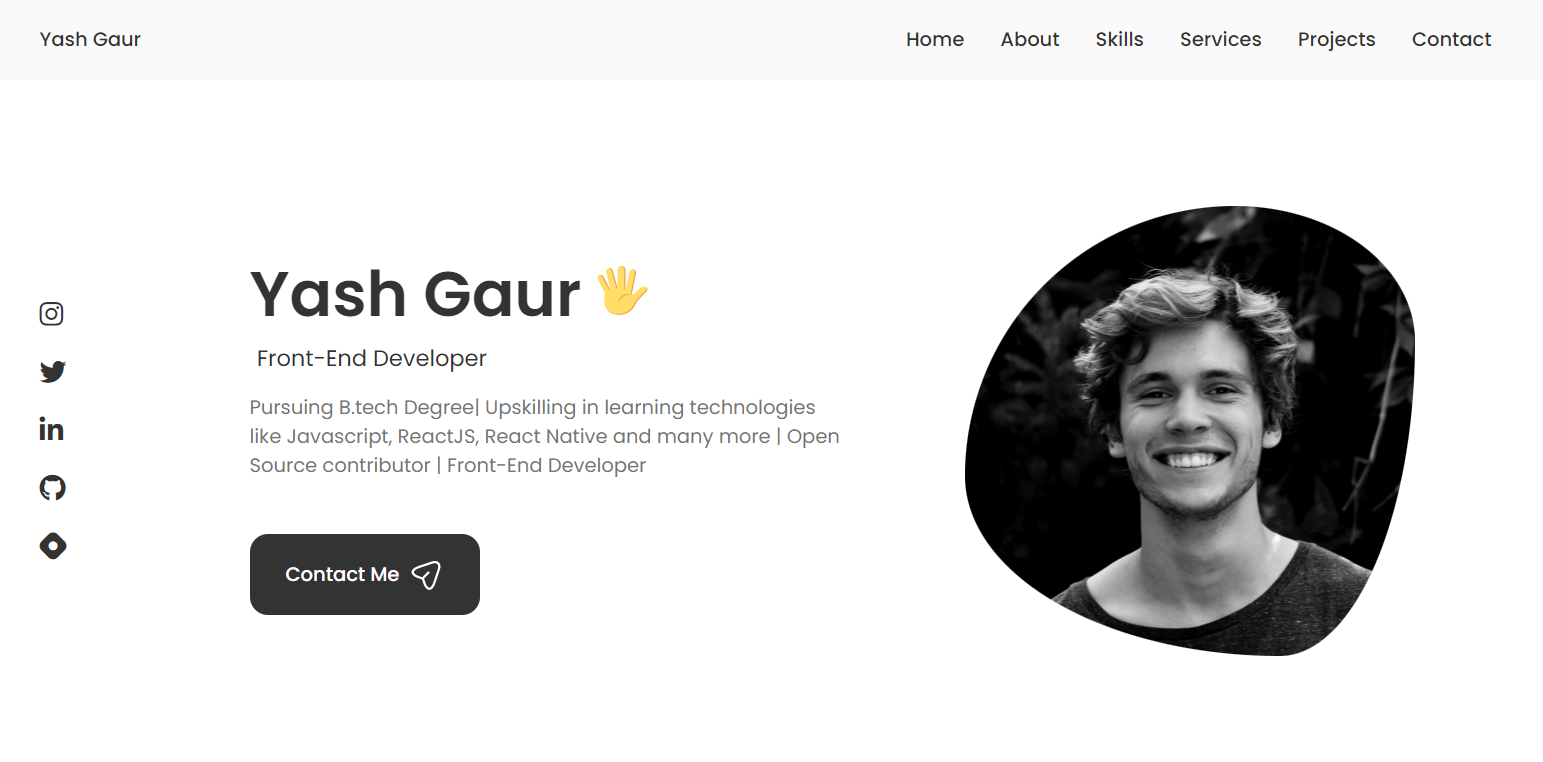 Yash Gaur
Home About Skills Services Projects Contact
Yash Gaur 🖐
Front-End Developer
Pursuing B.tech Degree| Upskilling in learning technologies
like Javascript, ReactJS, React Native and many more | Open
Source contributor | Front-End Developer
Contact Me